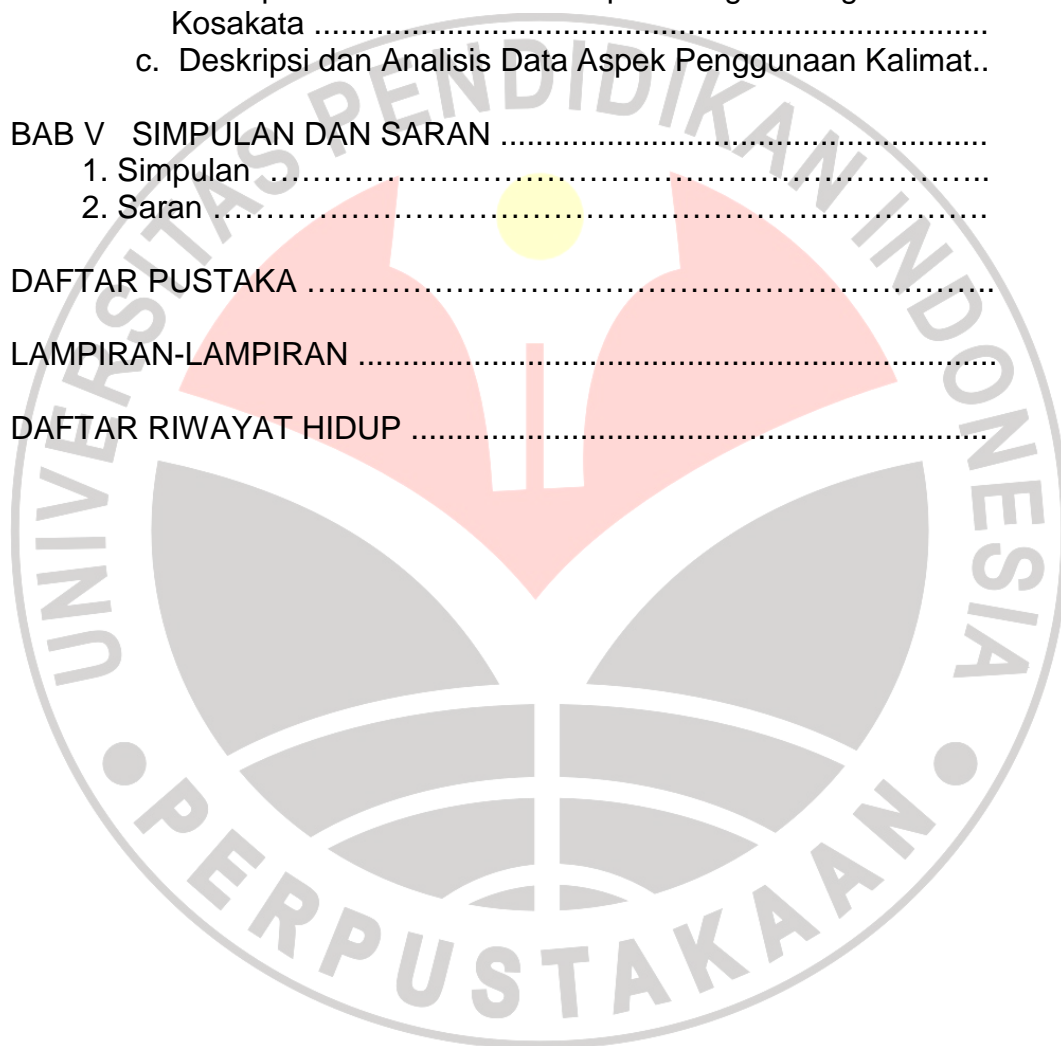 Kosakata ............................................................................
c. Deskripsi dan Analisis Data Aspek Penggunaan Kalimat..
BAB V SIMPULAN DAN SARAN .......................................................
1. Simpulan …………………………………………………………..
2. Saran ……………………………………………………………….
DAFTAR PUSTAKA …………………………………………………………...
LAMPIRAN-LAMPIRAN ........................................................................
DAFTAR RIWAYAT HIDUP .................................................................
UNIVERSITAS PENDIDIKAN INDONESIA
PERPUSTAKAAN